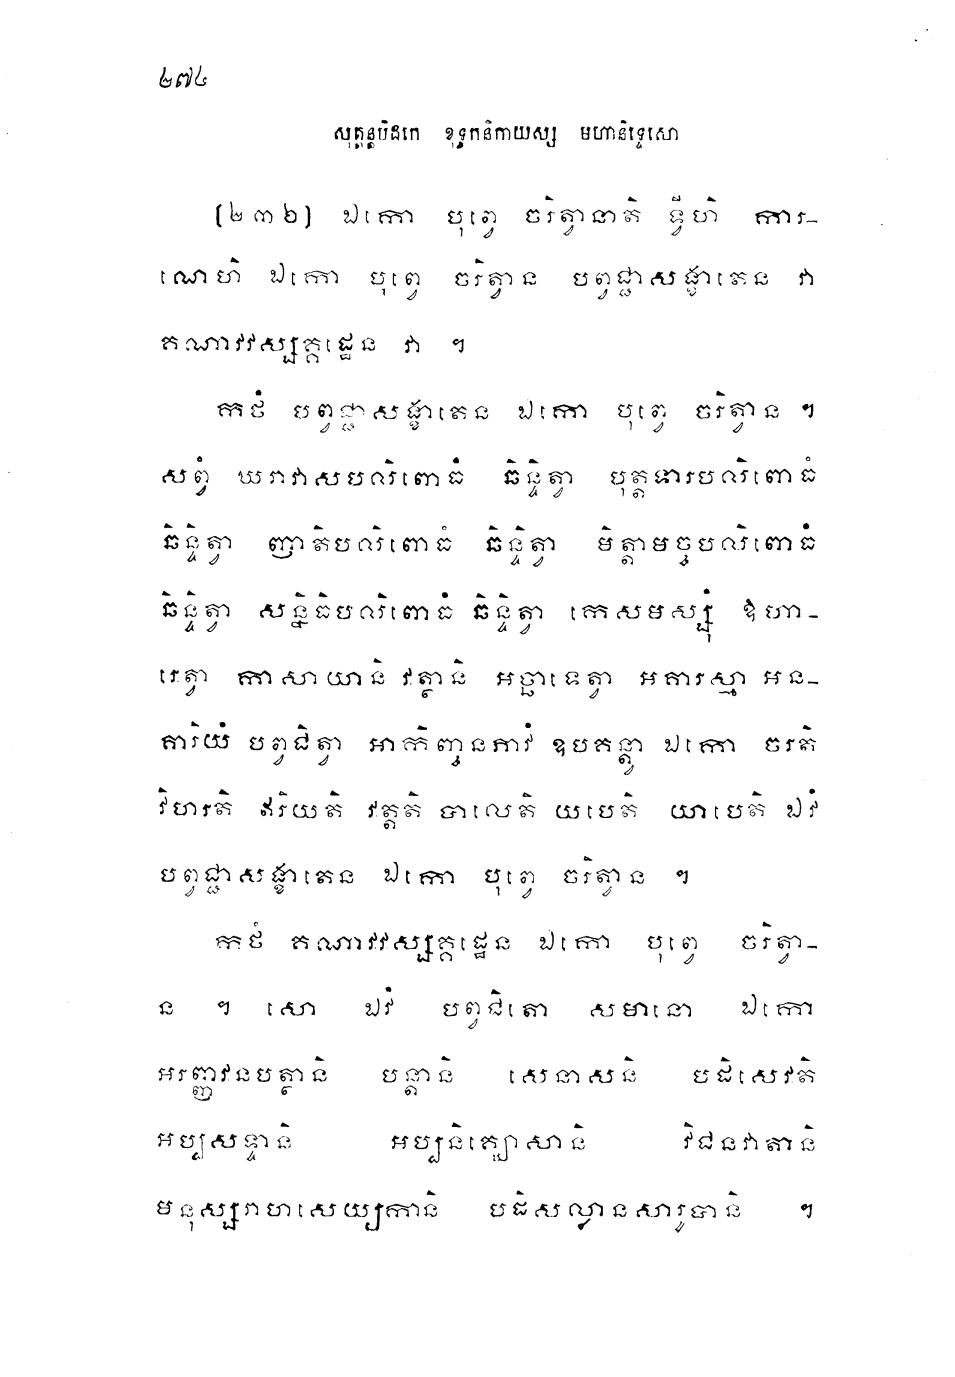 ២៧៤
សុត្តន្តបិដកេ ខុទ្ទកនិកាយស្ស មហានិទ្ទេសោ
(២៣៦) ឯកោ បុព្វេ ចរិត្វានាតិ ទ្វីហិ ការ-
ណេហិ ឯកោ បុព្វេ ចរិត្វាន បព្វជ្ជាសង្ខាតេន វា
គណាវវស្សគ្គដ្ឋេន វា ។
កថំ បព្វជ្ជាសង្ខាតេន ឯកោ បុព្វេ ចរិត្វាន ។
សព្វំ ឃរាវាសបលិពោធំ ឆិន្ទិត្វា បុត្តទារបលិពោធំ
ឆិន្ទិត្វា ញាតិបលិពោធំ ឆិន្ទិត្វា មិត្តាមច្ចបលិពោធំ
ឆិន្ទិត្វា សន្និធិបលិពោធំ ឆិន្ទិត្វា កេសមស្សុំ ឱហា-
រេត្វា កាសាយានិ វត្ថានិ អច្ឆាទេត្វា អគារស្មា អន-
គារិយំ បព្វជិត្វា អាកិញ្ចនភាវំ ឧបគន្ត្វា ឯកោ ចរតិ
វិហរតិ ឥរិយតិ វត្តតិ បាលេតិ យបេតិ យាបេតិ ឯវំ
បព្វជ្ជាសង្ខាតេន ឯកោ បុព្វេ ចរិត្វាន ។
កថំ គណាវវស្សគ្គដ្ឋេន ឯកោ បុព្វេ ចរិត្វា-
ន ។ សោ ឯវំ បព្វជិតោ សមានោ ឯកោ
អរញ្ញវនបត្ថានិ បន្តានិ សេនាសនិ បដិសេវតិ
អប្បសទ្ទានិ អប្បនិគ្ឃោសានិ វិជនវាតានិ
មនុស្សរាហសេយ្យកានិ បដិសល្លានសារូបានិ ។